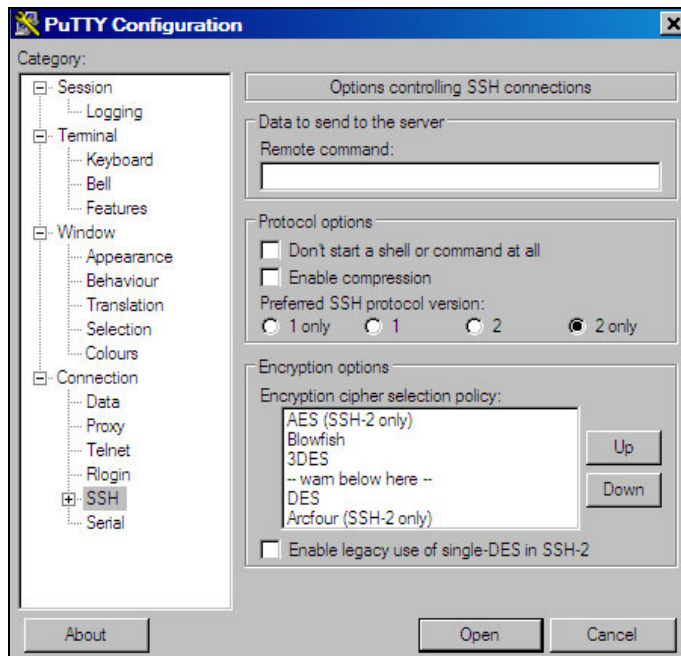 PuTTY Configuration
Category:
Session
Logging
Terminal
Keyboard
Bell
Features
Window
Appearance
Behaviour
Translation
Selection
Colours
Connection
Data
Proxy
Telnet
Rlogin
SSH
Serial
Options controlling SSH connections
Data to send to the server
Remote command:
Protocol options
Don't start a shell or command at all
Enable compression
Preferred SSH protocol version:
1 only 1 2 2 only
Encryption options
Encryption cipher selection policy:
AES (SSH-2 only)
Blowfish
3DES
-- warn below here --
DES
Arcfour (SSH-2 only)
Up
Down
Enable legacy use of single-DES in SSH-2
About Open Cancel